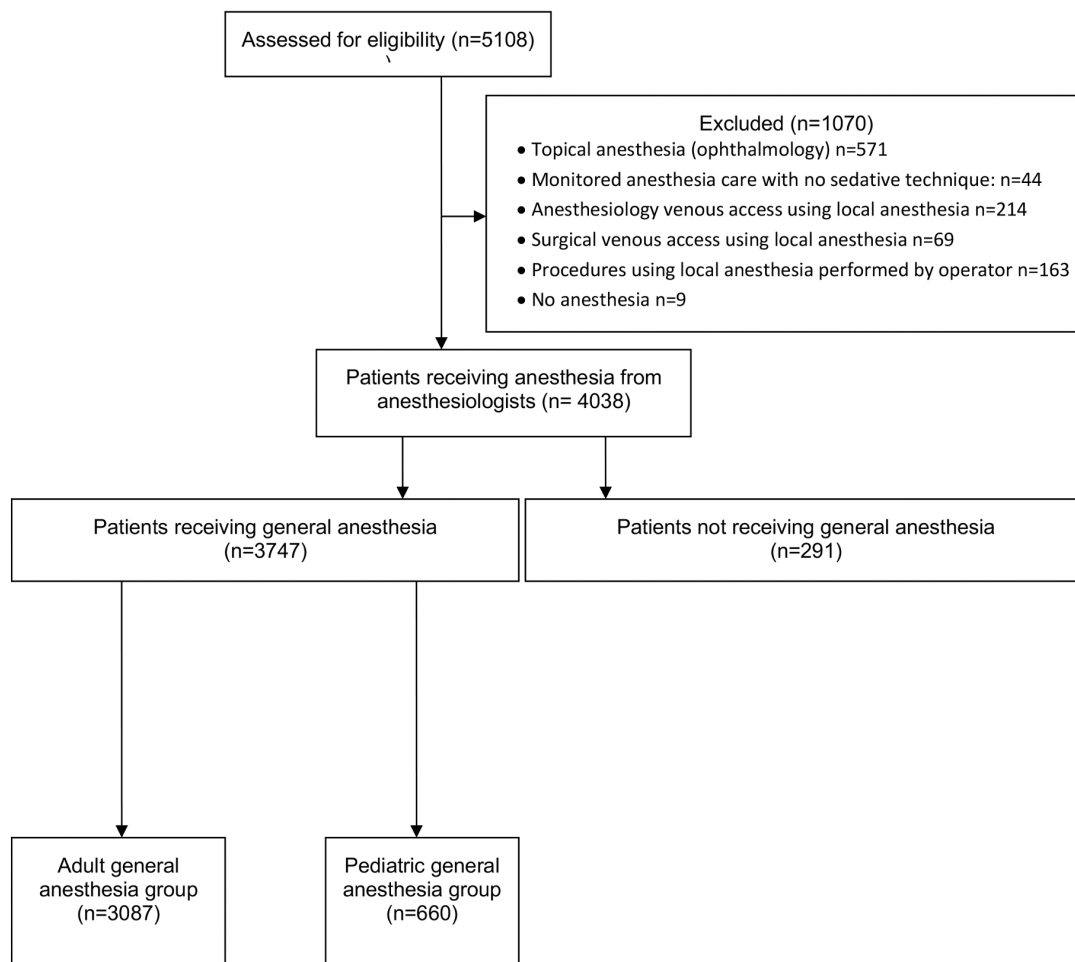 Assessed for eligibility (n=5108)
Excluded (n=1070)
• Topical anesthesia (ophthalmology) n=571
• Monitored anesthesia care with no sedative technique: n=44
• Anesthesiology venous access using local anesthesia n=214
• Surgical venous access using local anesthesia n=69
• Procedures using local anesthesia performed by operator n=163
• No anesthesia n=9
Patients receiving anesthesia from
anesthesiologists (n= 4038)
Patients receiving general anesthesia
(n=3747)
Patients not receiving general anesthesia
(n=291)
Adult general
anesthesia group
(n=3087)
Pediatric general
anesthesia group
(n=660)